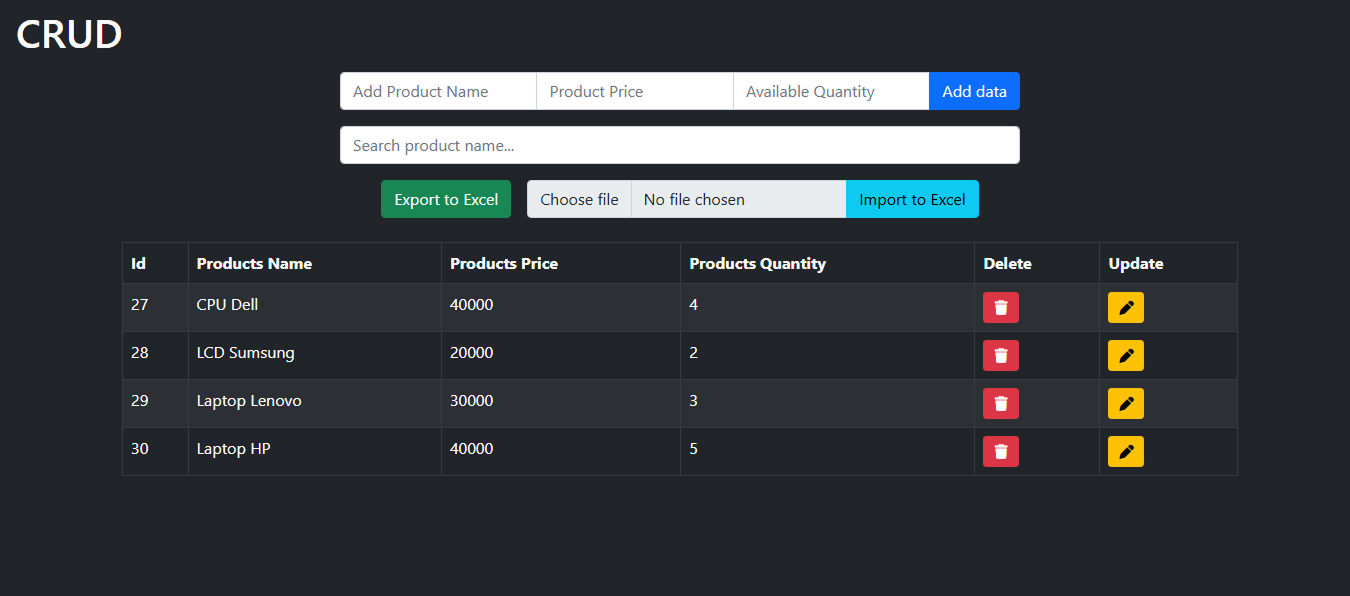 CRUD
Add Product Name Product Price Available Quantity Add data
Search product name...
Export to Excel Choose file No file chosen Import to Excel
Id Products Name Products Price Products Quantity Delete Update
27 CPU Dell 40000 4
28 LCD Sumsung 20000 2
29 Laptop Lenovo 30000 3
30 Laptop HP 40000 5